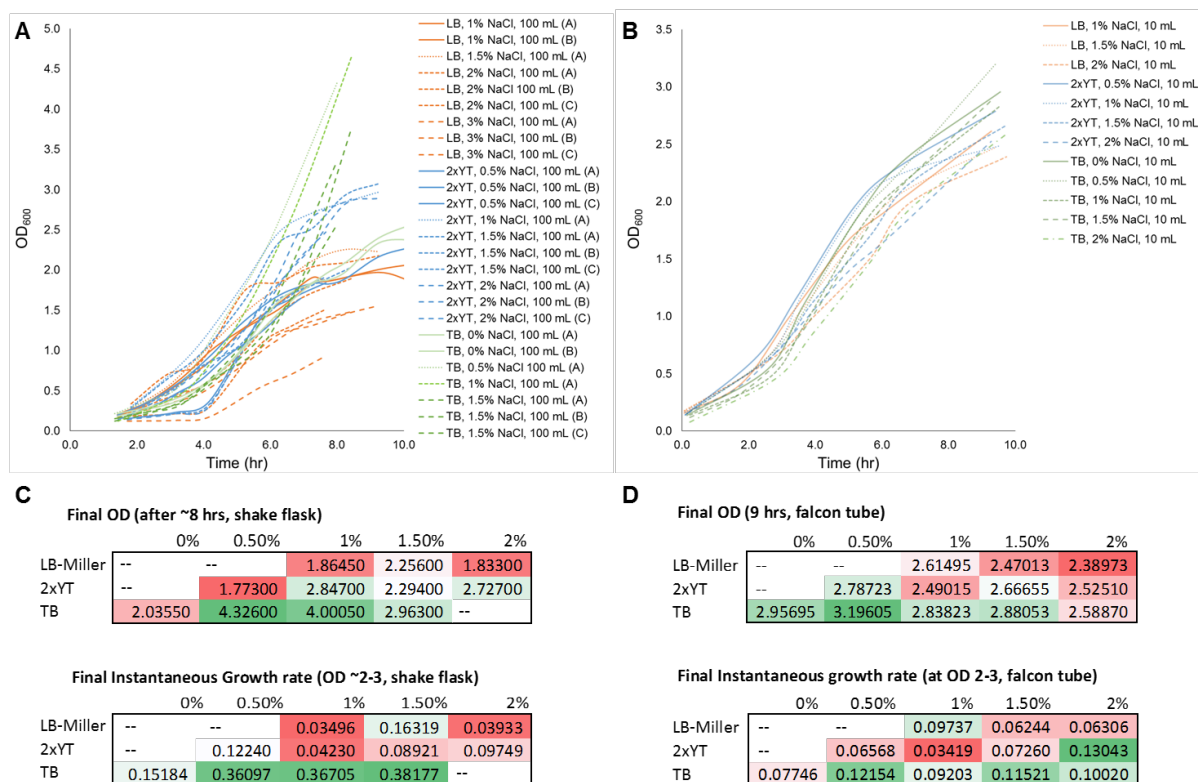 A
OD600
5.0
4.5
4.0
3.5
3.0
2.5
2.0
1.5
1.0
0.5
0.0
0.0
2.0
4.0
6.0
8.0
10.0
Time (hr)
LB, 1% NaCl, 100 mL (A)
LB, 1% NaCl, 100 mL (B)
LB, 1.5% NaCl, 100 mL (A)
LB, 2% NaCl, 100 mL (A)
LB, 2% NaCl 100 mL (B)
LB, 2% NaCl, 100 mL (C)
LB, 3% NaCl, 100 mL (A)
LB, 3% NaCl, 100 mL (B)
LB, 3% NaCl, 100 mL (C)
2xYT, 0.5% NaCl, 100 mL (A)
2xYT, 0.5% NaCl, 100 mL (B)
2xYT, 0.5% NaCl, 100 mL (C)
2xYT, 1% NaCl, 100 mL (A)
2xYT, 1.5% NaCl, 100 mL (A)
2xYT, 1.5% NaCl, 100 mL (B)
2xYT, 1.5% NaCl, 100 mL (C)
2xYT, 2% NaCl, 100 mL (A)
2xYT, 2% NaCl, 100 mL (B)
2xYT, 2% NaCl, 100 mL (C)
TB, 0% NaCl, 100 mL (A)
TB, 0% NaCl, 100 mL (B)
TB, 0.5% NaCl, 100 mL (A)
TB, 1% NaCl, 100 mL (A)
TB, 1.5% NaCl, 100 mL (A)
TB, 1.5% NaCl, 100 mL (B)
TB, 1.5% NaCl, 100 mL (C)
B
OD600
3.5
3.0
2.5
2.0
1.5
1.0
0.5
0.0
0.0
2.0
4.0
6.0
8.0
10.0
Time (hr)
LB, 1% NaCl, 10 mL
LB, 1.5% NaCl, 10 mL
LB, 2% NaCl, 10 mL
2xYT, 0.5% NaCl, 10 mL
2xYT, 1% NaCl, 10 mL
2xYT, 1.5% NaCl, 10 mL
2xYT, 2% NaCl, 10 mL
TB, 0% NaCl, 10 mL
TB, 0.5% NaCl, 10 mL
TB, 1% NaCl, 10 mL
TB, 1.5% NaCl, 10 mL
TB, 2% NaCl, 10 mL
C
Final OD (after ~8 hrs, shake flask)
0% 0.50% 1% 1.50% 2%
LB-Miller -- -- 1.86450 2.25600 1.83300
2xYT -- 1.77300 2.84700 2.29400 2.72700
TB 2.03550 4.32600 4.00050 2.96300 --
Final Instantaneous Growth rate (OD ~2-3, shake flask)
0% 0.50% 1% 1.50% 2%
LB-Miller -- -- 0.03496 0.16319 0.03933
2xYT -- 0.12240 0.04230 0.08921 0.09749
TB 0.15184 0.36097 0.36705 0.38177 --
D
Final OD (9 hrs, falcon tube)
0% 0.50% 1% 1.50% 2%
LB-Miller -- -- 2.61495 2.47013 2.38973
2xYT -- 2.78723 2.49015 2.66655 2.52510
TB 2.95695 3.19605 2.83823 2.88053 2.58870
Final Instantaneous growth rate (at OD 2-3, falcon tube)
0% 0.50% 1% 1.50% 2%
LB-Miller -- -- 0.09737 0.06244 0.06306
2xYT -- 0.06568 0.03419 0.07260 0.13043
TB 0.07746 0.12154 0.09203 0.11521 0.10020